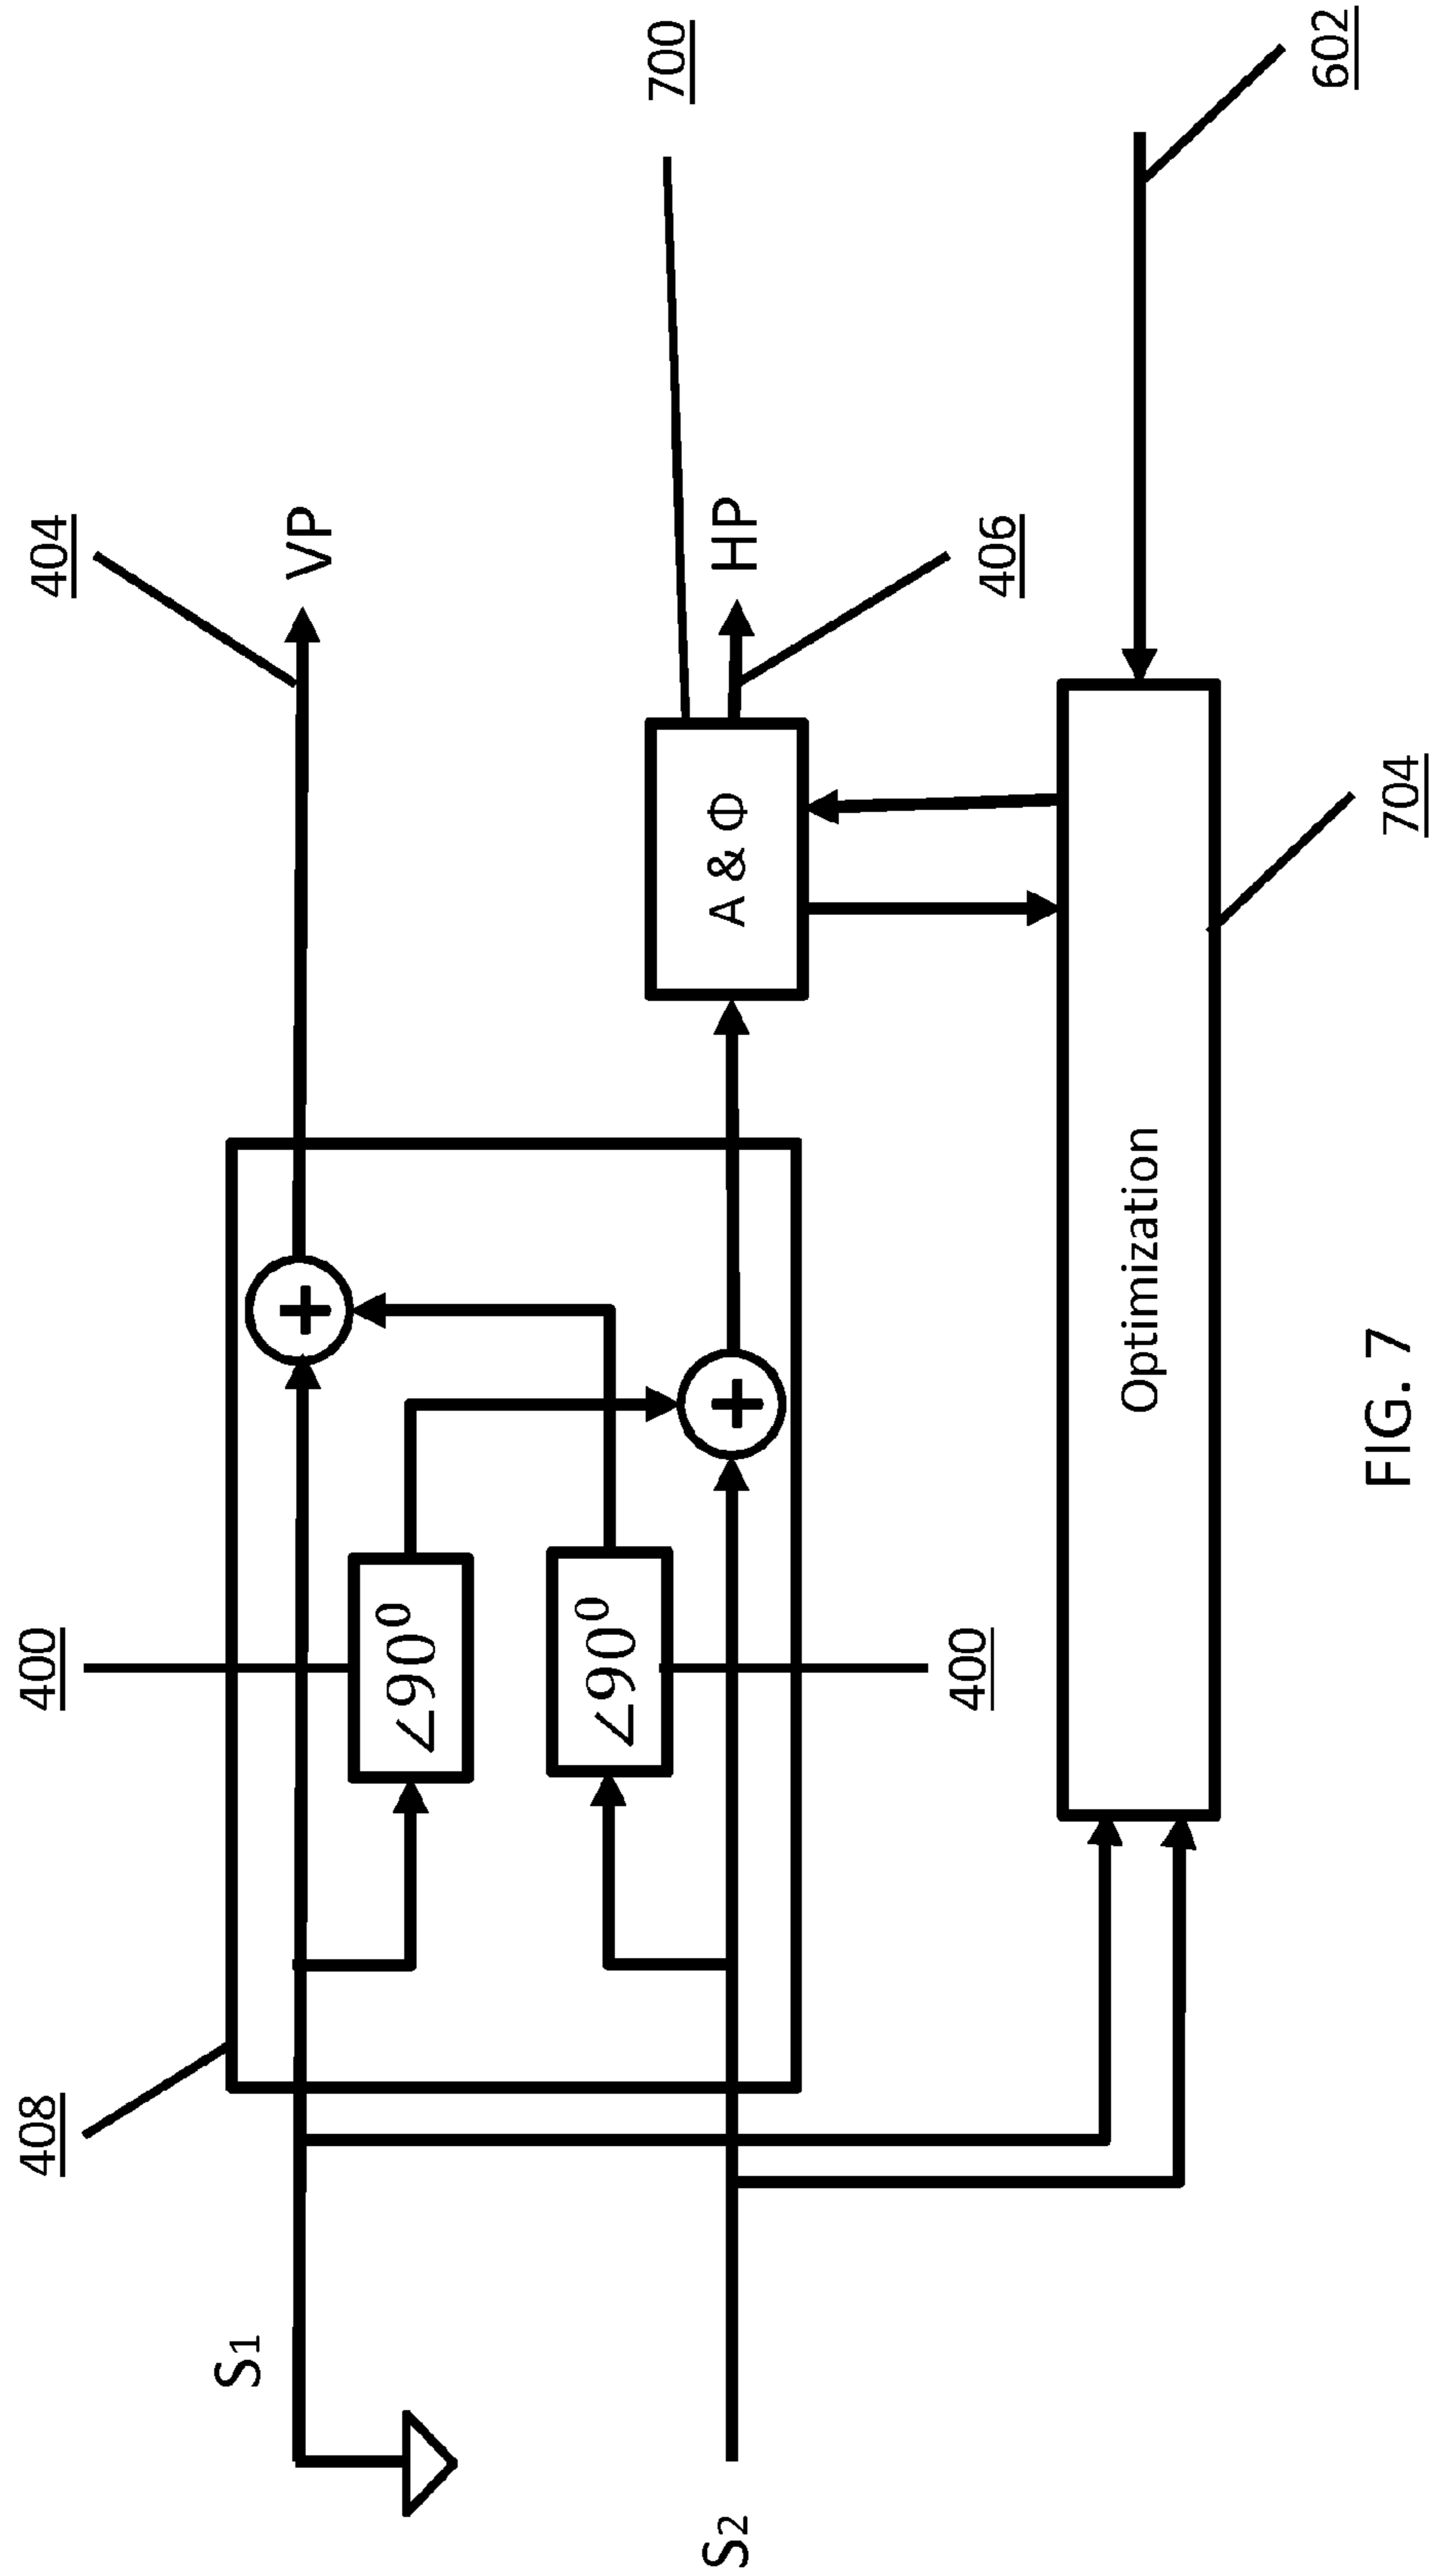 408
400
404
S1
VP
∠90⁰
∠90⁰
700
S2
A & Φ
HP
400
406
Optimization
602
704
FIG. 7